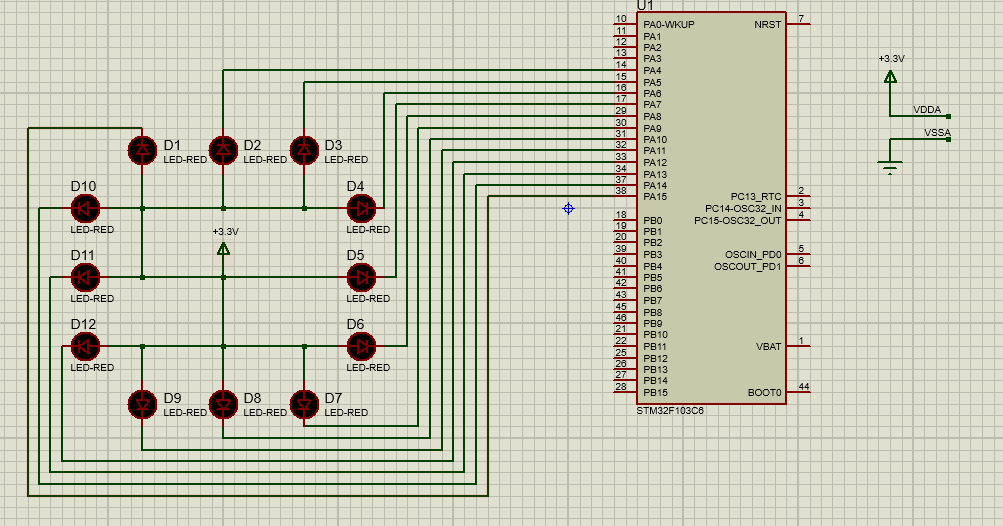 U1
10 PA0-WKUP NRST 7
11 PA1
12 PA2
13 PA3
14 PA4
15 PA5
16 PA6
17 PA7
29 PA8
30 PA9
31 PA10
32 PA11
33 PA12
34 PA13
37 PA14
38 PA15
PC13_RTC 2
PC14-OSC32_IN 3
PC15-OSC32_OUT 4
18 PB0
19 PB1
20 PB2
39 PB3
40 PB4
41 PB5
42 PB6
43 PB7
45 PB8
46 PB9
21 PB10
22 PB11
25 PB12
26 PB13
27 PB14
28 PB15
OSCIN_PD0 5
OSCOUT_PD1 6
VBAT 1
BOOT0 44
STM32F103C6
+3.3V
VDDA
VSSA
D1
LED-RED
D2
LED-RED
D3
LED-RED
D10
LED-RED
D4
LED-RED
+3.3V
D11
LED-RED
D5
LED-RED
D12
LED-RED
D6
LED-RED
D9
LED-RED
D8
LED-RED
D7
LED-RED